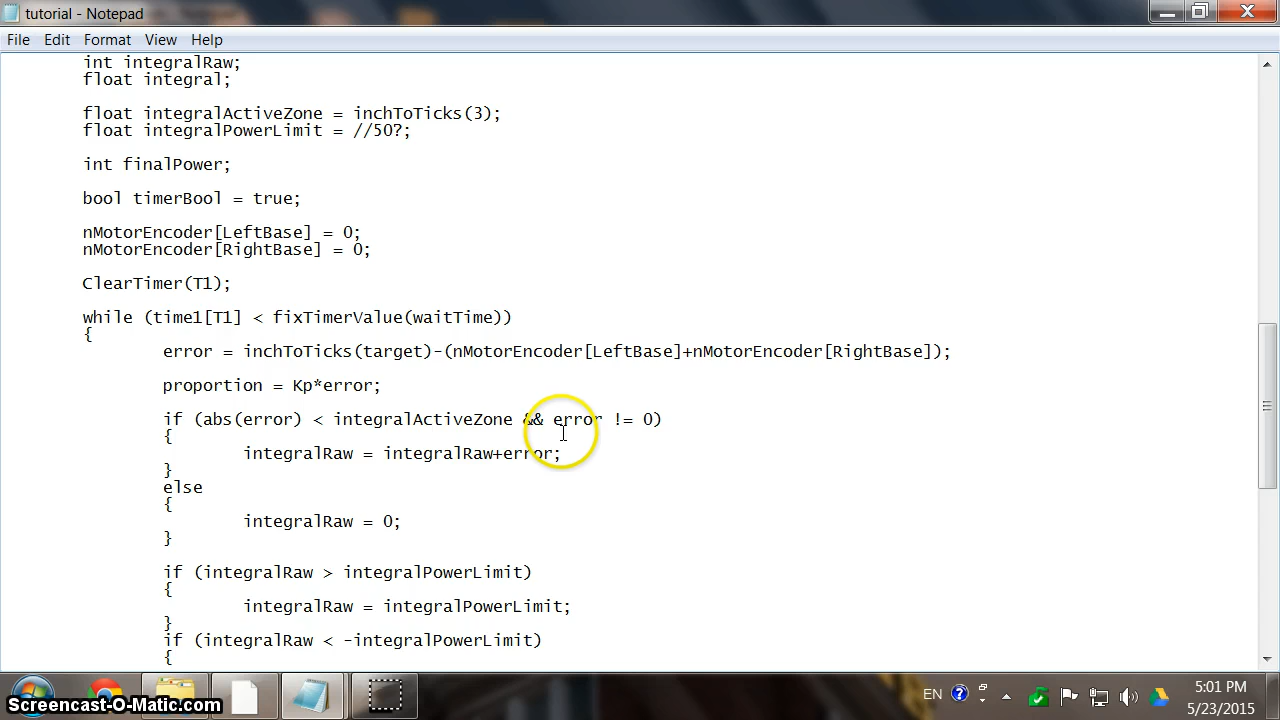 tutorial - Notepad
File Edit Format View Help
int integralRaw;
float integral;
float integralActiveZone = inchToTicks(3);
float integralPowerLimit = //50?;
int finalPower;
bool timerBool = true;
nMotorEncoder[LeftBase] = 0;
nMotorEncoder[RightBase] = 0;
ClearTimer(T1);
while (time1[T1] < fixTimerValue(waitTime))
{
error = inchToTicks(target)-(nMotorEncoder[LeftBase]+nMotorEncoder[RightBase]);
proportion = Kp*error;
if (abs(error) < integralActiveZone && error != 0)
{
integralRaw = integralRaw+error;
}
else
{
integralRaw = 0;
}
if (integralRaw > integralPowerLimit)
{
integralRaw = integralPowerLimit;
}
if (integralRaw < -integralPowerLimit)
{
EN
5:01 PM
5/23/2015
Screencast-O-Matic.com